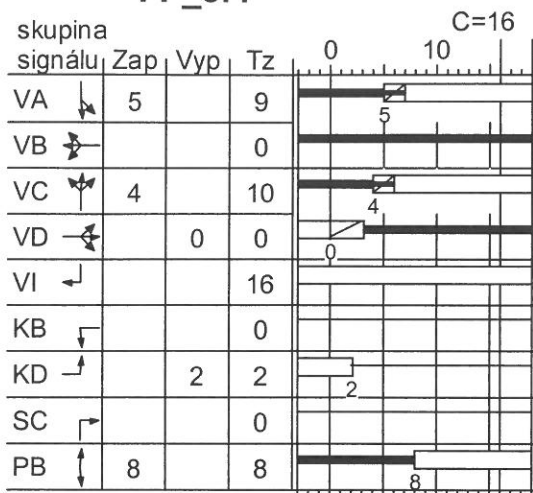 C=16
skupina
signálu Zap Vyp Tz 0 10
VA 5 9
5
VB 0
VC 4 10
4
VD 0 0
0
VI 16
KB 0
KD 2 2
2
SC 0
PB 8 8
8